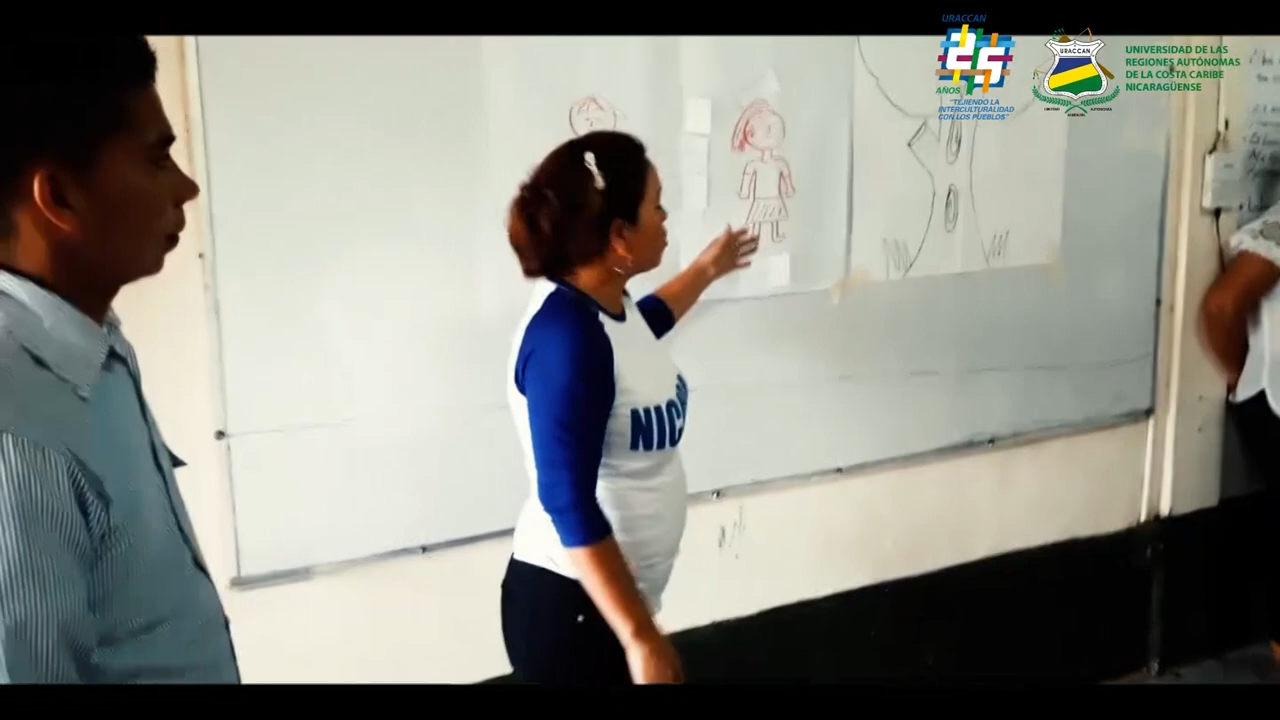 URACCAN
25
AÑOS
"TEJIENDO LA
INTERCULTURALIDAD
CON LOS PUEBLOS"
URACCAN
UNIVERSIDAD DE LAS
REGIONES AUTÓNOMAS
DE LA COSTA CARIBE
NICARAGÜENSE
NIC